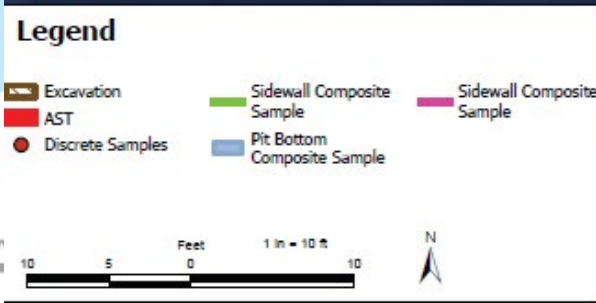 Legend
Excavation
AST
Discrete Samples
Sidewall Composite
Sample
Pit Bottom
Composite Sample
Sidewall Composite
Sample
Feet 1 in = 10 ft
10 5 0 10
N